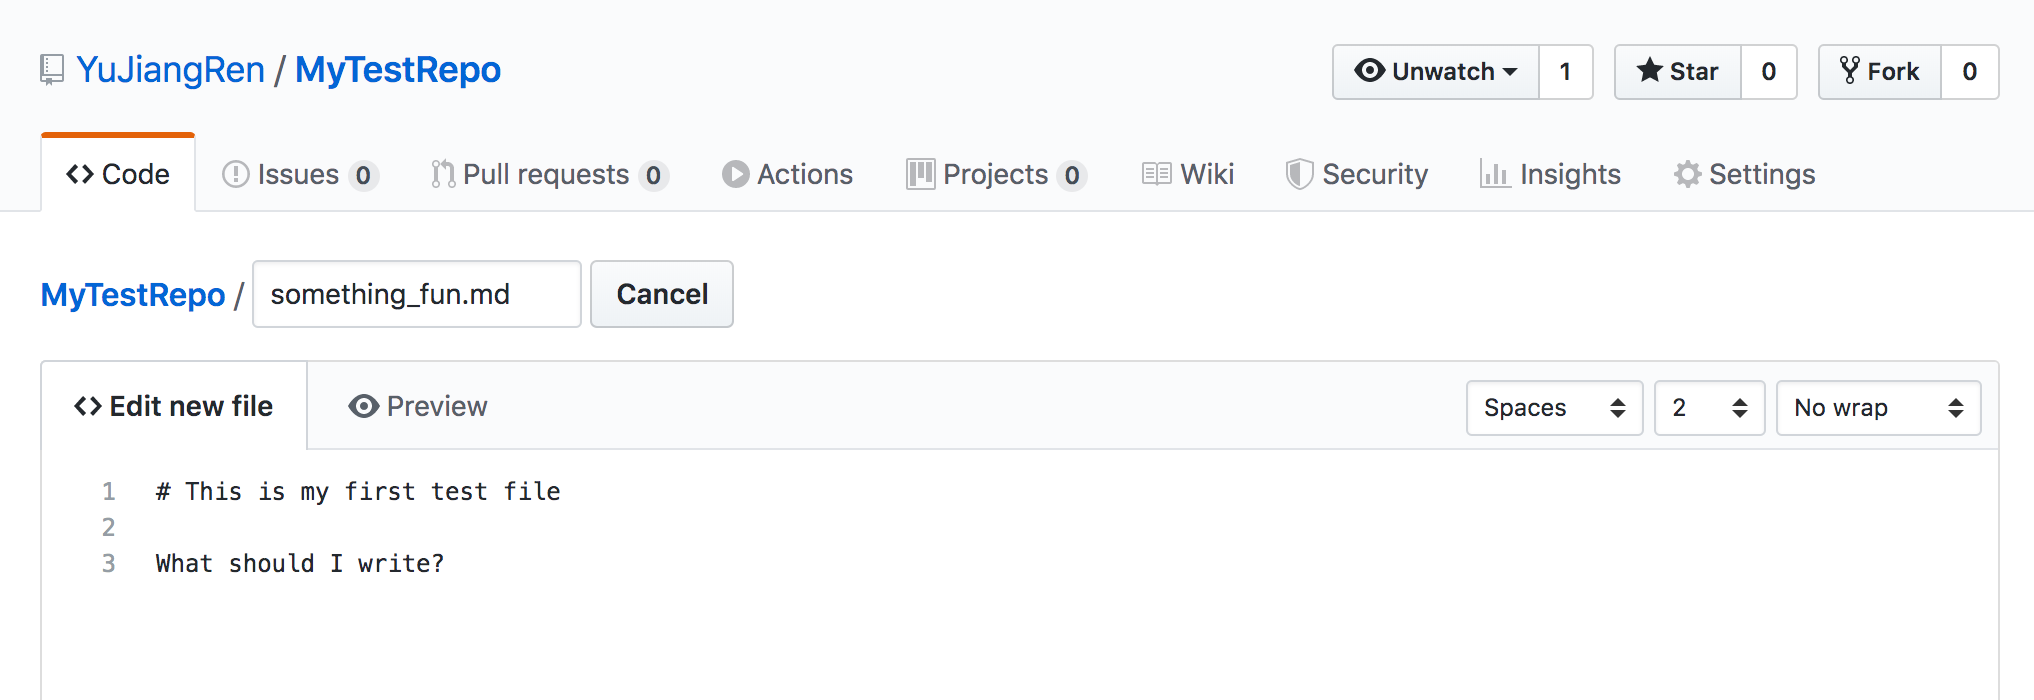 YuJiangRen / MyTestRepo
Unwatch 1 Star 0 Fork 0
Code Issues 0 Pull requests 0 Actions Projects 0 Wiki Security Insights Settings
MyTestRepo / something_fun.md Cancel
Edit new file Preview Spaces 2 No wrap
1 # This is my first test file
2
3 What should I write?